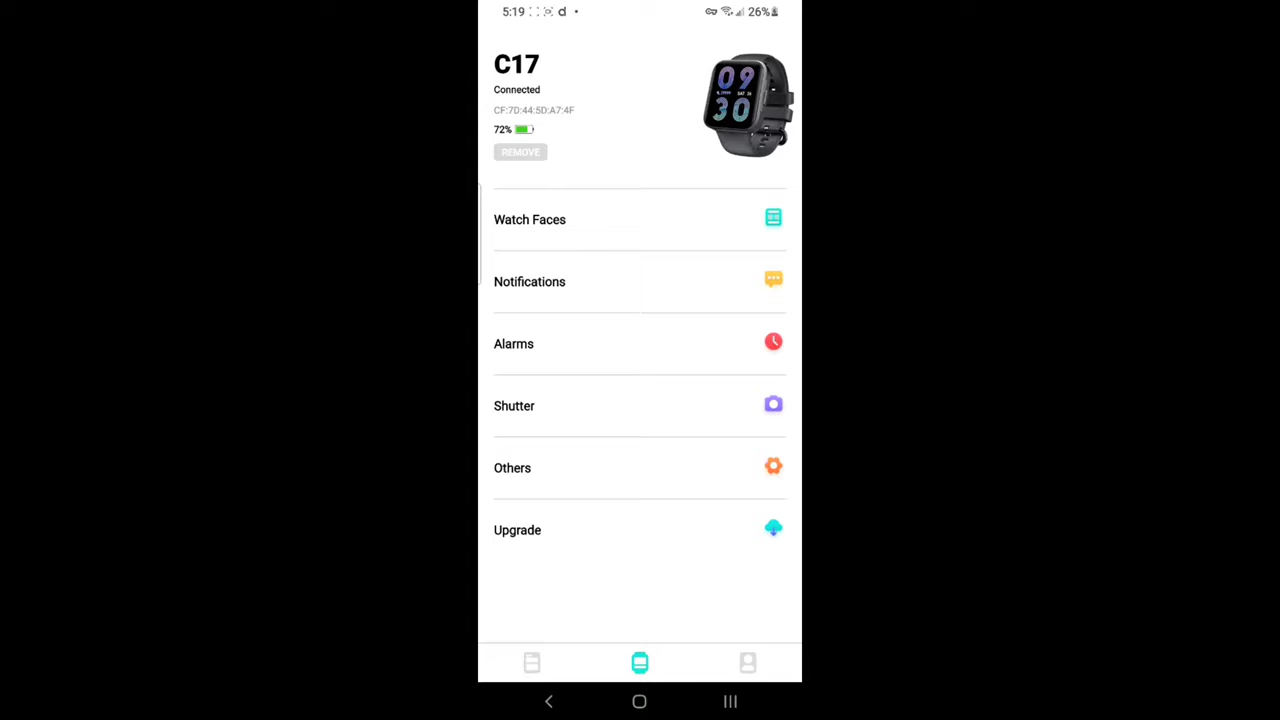 5:19
26%
C17
Connected
CF:7D:44:5D:A7:4F
72%
REMOVE
09
30
Watch Faces
Notifications
Alarms
Shutter
Others
Upgrade